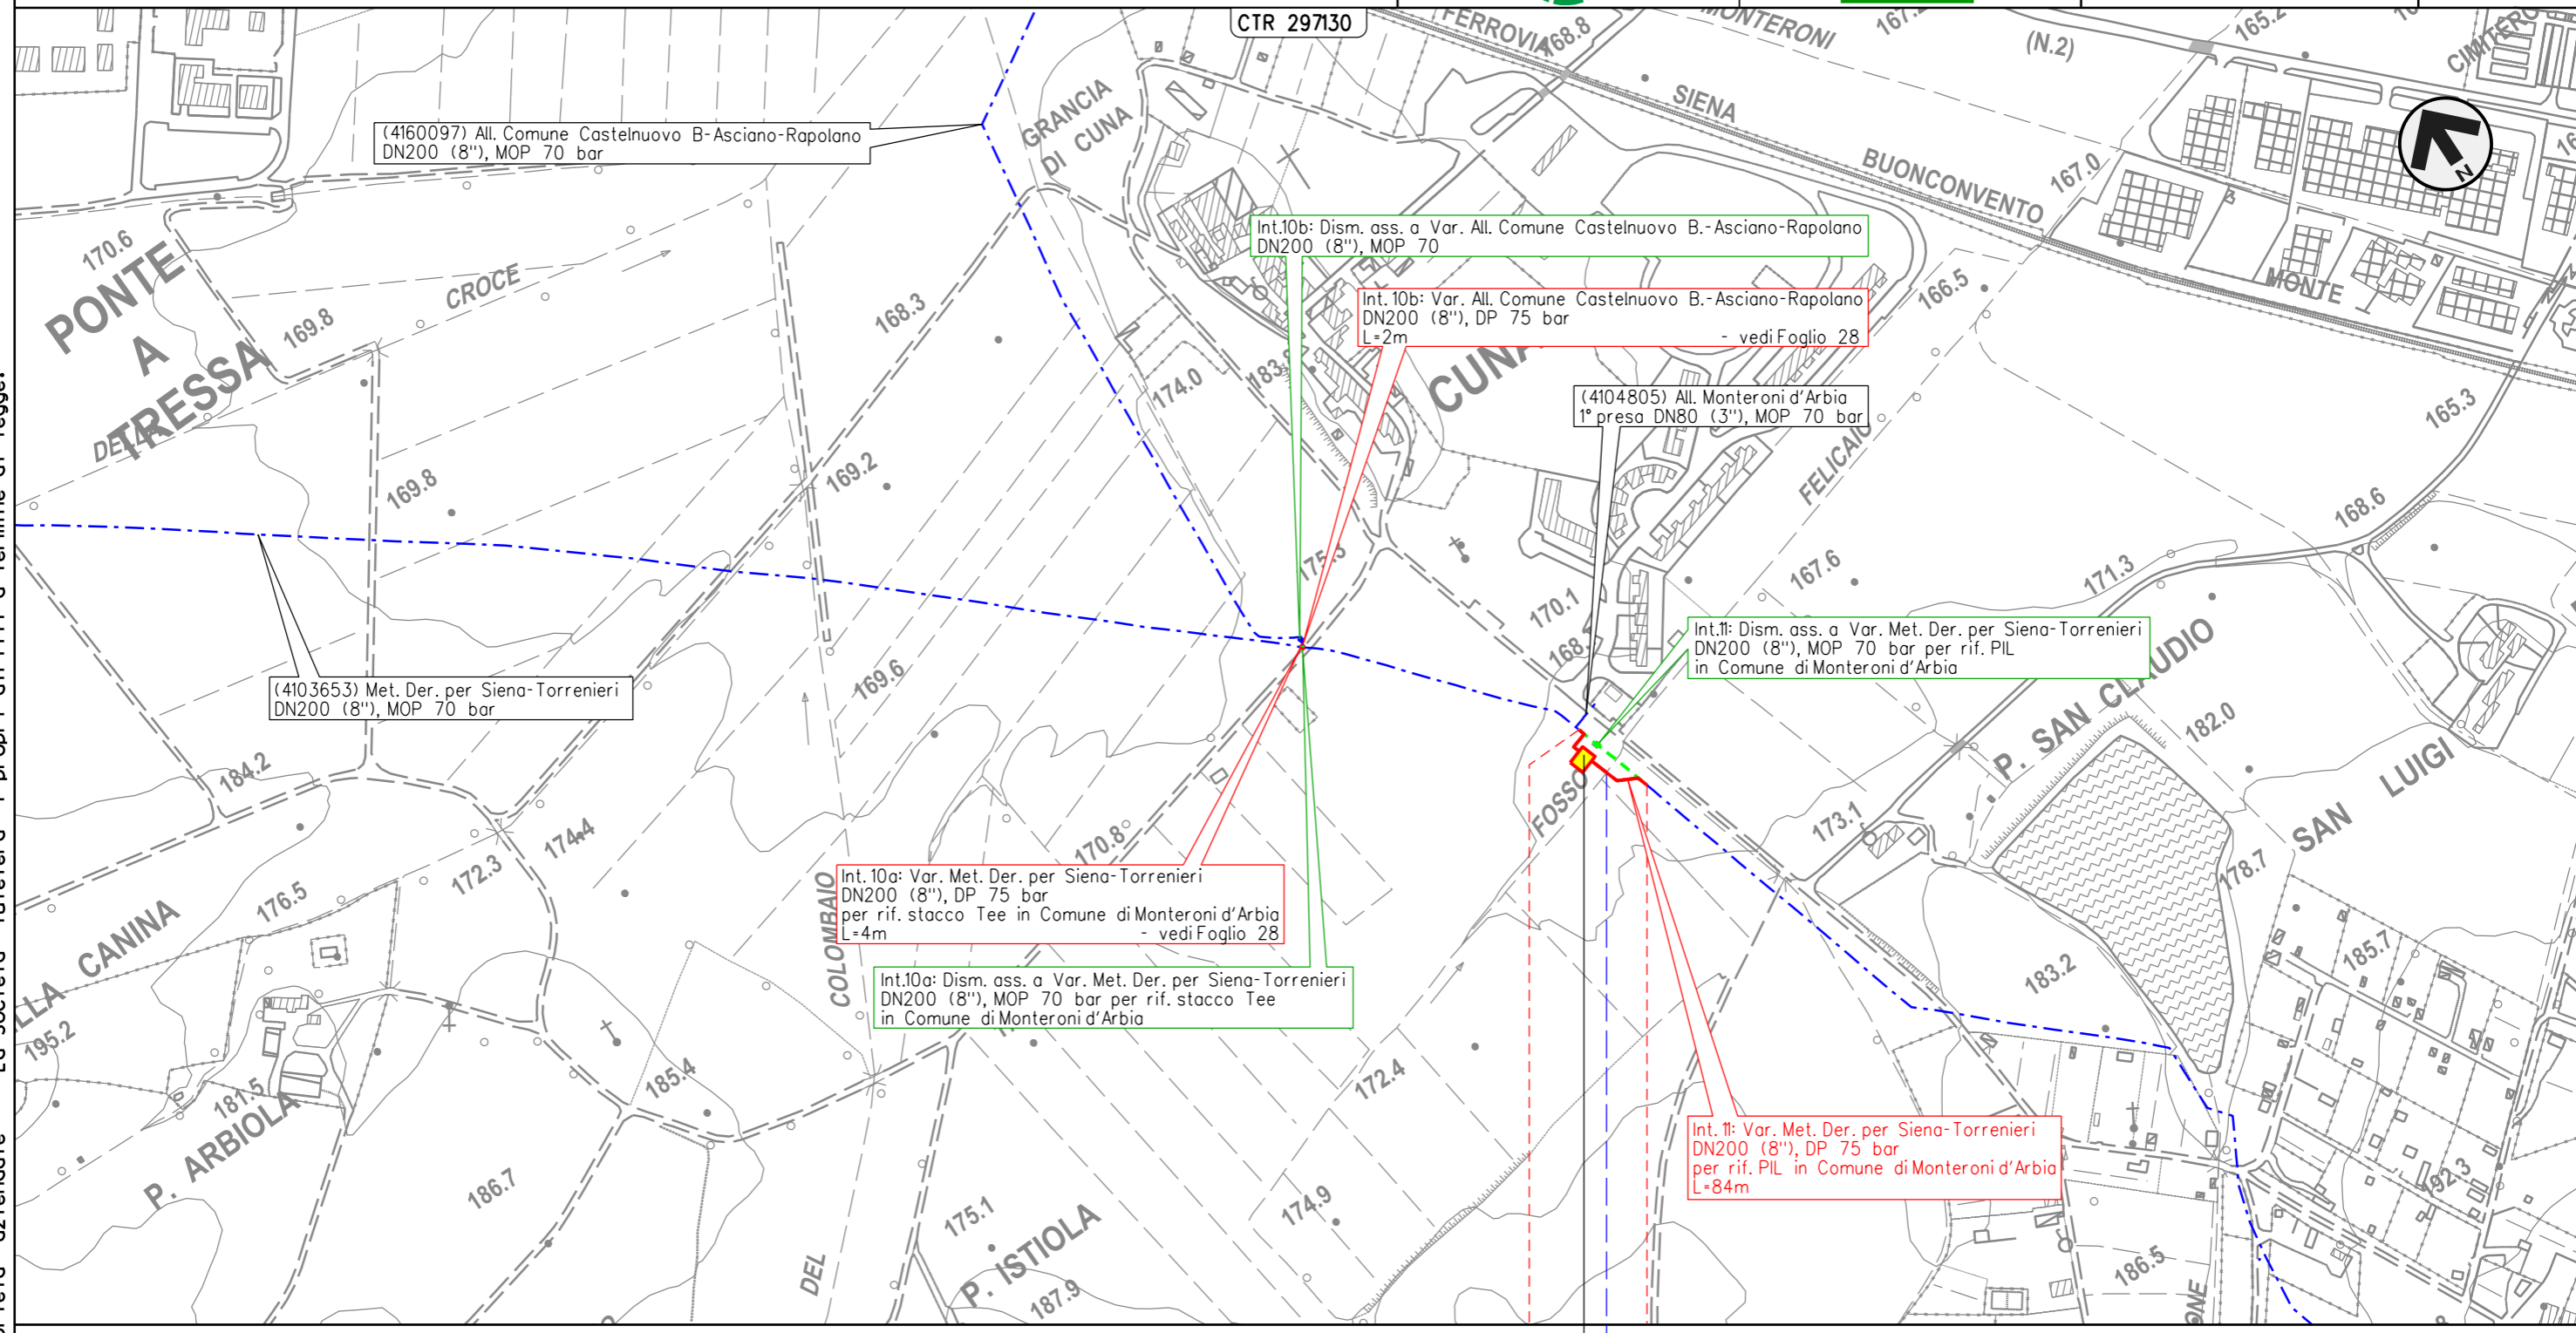 CTR 297130
FERROVIA
168.8
MONTERONI
(N.2)
165.2
CIMITERO
SIENA
BUONCONVENTO
167.0
MONTE
N
GRANCIA
DI CUNA
(4160097) All. Comune Castelnuovo B-Asciano-Rapolano
DN200 (8"), MOP 70 bar
Int.10b: Dism. ass. a Var. All. Comune Castelnuovo B.-Asciano-Rapolano
DN200 (8"), MOP 70
Int. 10b: Var. All. Comune Castelnuovo B.-Asciano-Rapolano
DN200 (8"), DP 75 bar
L=2m - vedi Foglio 28
(4104805) All. Monteroni d'Arbia
1° presa DN80 (3"), MOP 70 bar
170.6
PONTE
A
TRESSA
CROCE
169.8
168.3
174.0
CUNA
166.5
165.3
FELICAIO
169.8
169.2
168.6
167.6
171.3
170.1
Int.11: Dism. ass. a Var. Met. Der. per Siena-Torrenieri
DN200 (8"), MOP 70 bar per rif. PIL
in Comune di Monteroni d'Arbia
(4103653) Met. Der. per Siena-Torrenieri
DN200 (8"), MOP 70 bar
169.6
P. SAN CLAUDIO
182.0
SAN LUIGI
184.2
FOSSO
173.1
174.4
172.3
170.8
178.7
176.5
COLOMBAIO
Int. 10a: Var. Met. Der. per Siena-Torrenieri
DN200 (8"), DP 75 bar
per rif. stacco Tee in Comune di Monteroni d'Arbia
L=4m - vedi Foglio 28
CANINA
185.7
183.2
Int.10a: Dism. ass. a Var. Met. Der. per Siena-Torrenieri
DN200 (8"), MOP 70 bar per rif. stacco Tee
in Comune di Monteroni d'Arbia
195.2
181.5
185.4
172.4
P. ARBIOLA
Int. 11: Var. Met. Der. per Siena-Torrenieri
DN200 (8"), DP 75 bar
per rif. PIL in Comune di Monteroni d'Arbia
L=84m
186.7
175.1
174.9
192.3
P. ISTIOLA
DEL
187.9
186.5